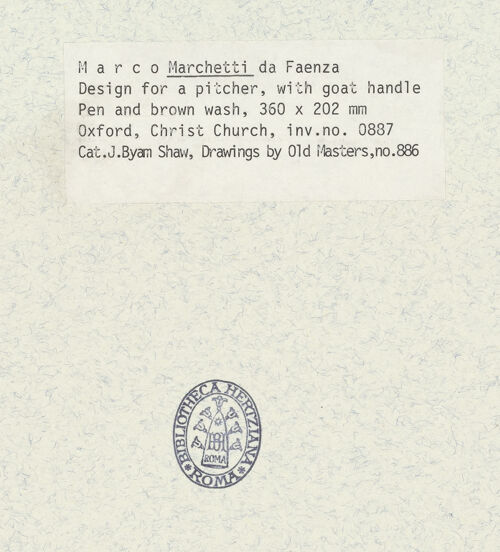 M a r c o Marchetti da Faenza
Design for a pitcher, with goat handle
Pen and brown wash, 360 x 202 mm
Oxford, Christ Church, inv.no. 0887
Cat.J.Byam Shaw, Drawings by Old Masters,no.886
BIBLIOTHECA HERTZIANA
BH
ROMA
* ROMA *